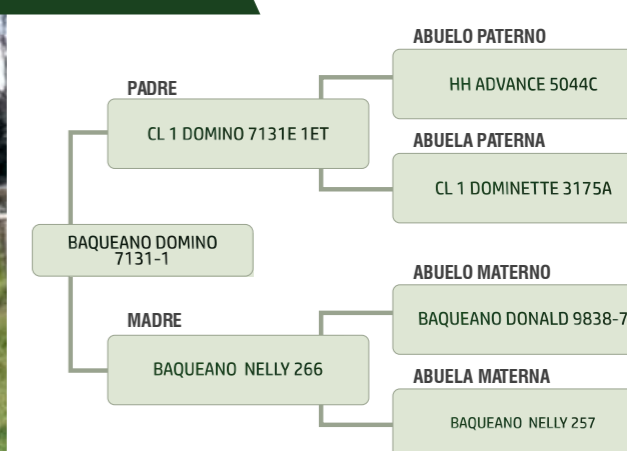 ABUELO PATERNO
HH ADVANCE 5044C
PADRE
CL 1 DOMINO 7131E 1ET
ABUELA PATERNA
CL 1 DOMINETTE 3175A
BAQUEANO DOMINO
7131-1
ABUELO MATERNO
BAQUEANO DONALD 9838-7
MADRE
BAQUEANO NELLY 266
ABUELA MATERNA
BAQUEANO NELLY 257